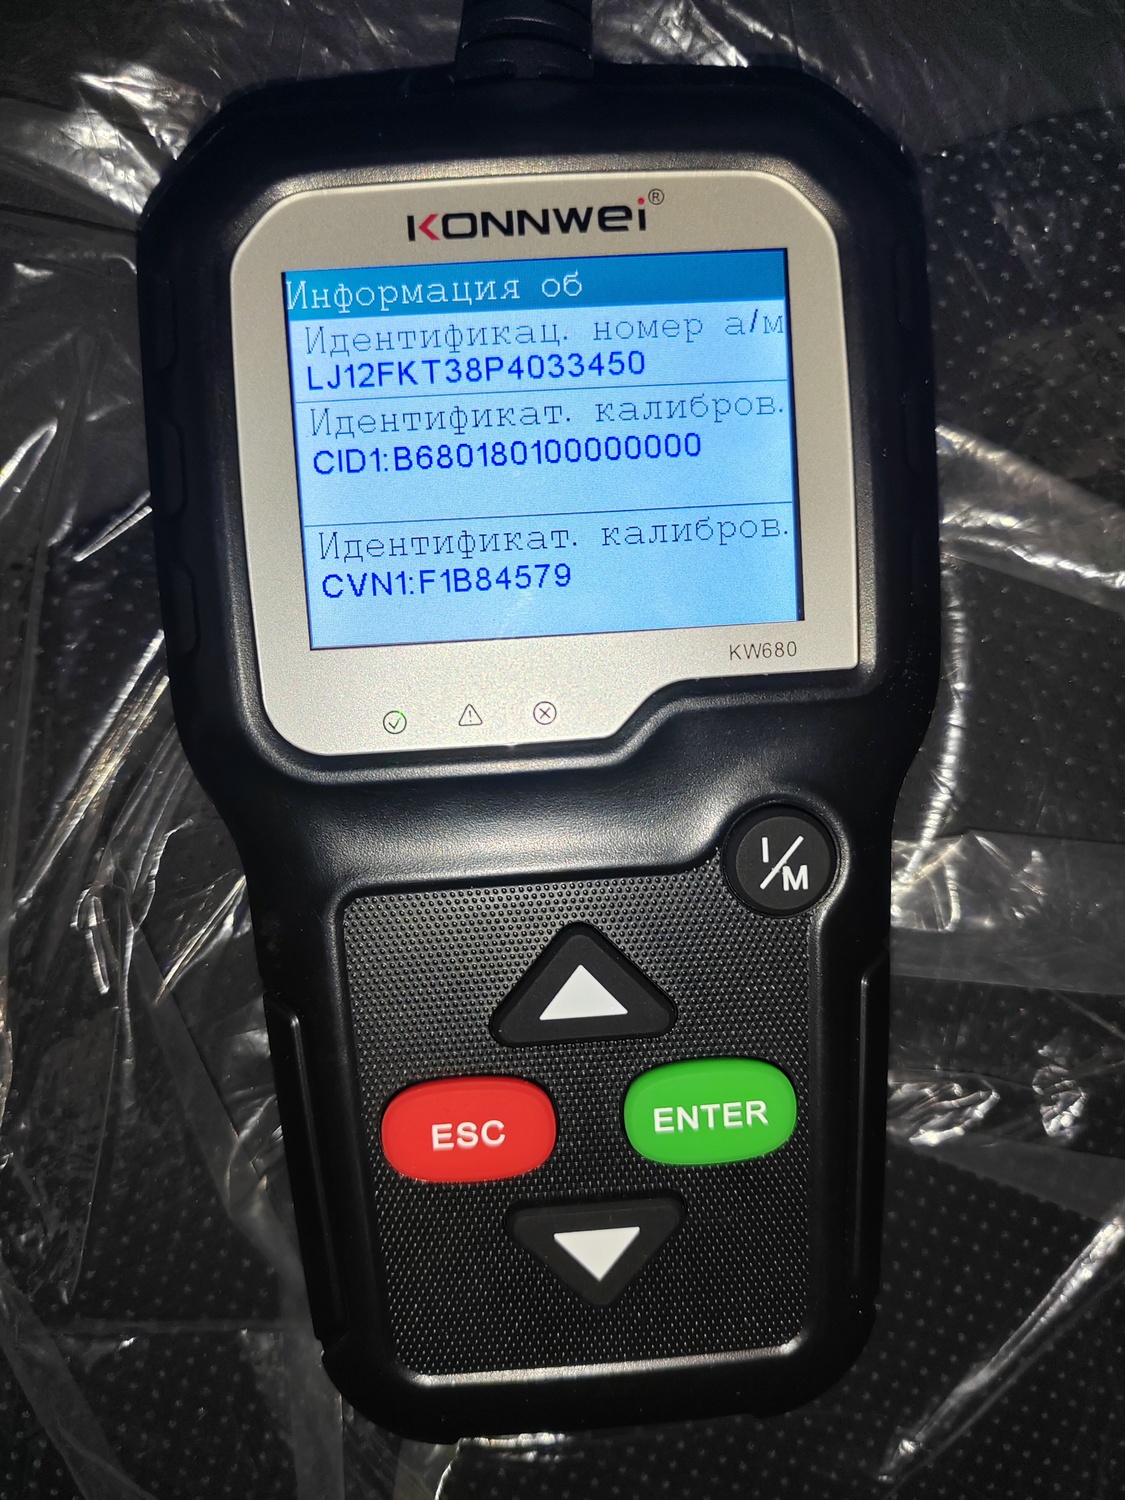 KONNWei®
Информация об
Идентификац. номер а/м
LJ12FKT38P4033450
Идентификат. калибров.
CID1:B680180100000000
Идентификат. калибров.
CVN1:F1B84579
KW680
I/M
ESC
ENTER